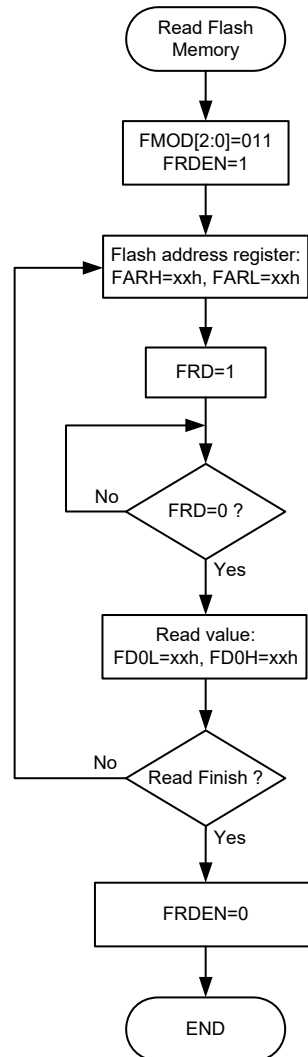 Read Flash
Memory
FMOD[2:0]=011
FRDEN=1
Flash address register:
FARH=xxh, FARL=xxh
FRD=1
No
FRD=0 ?
Yes
Read value:
FD0L=xxh, FD0H=xxh
No
Read Finish ?
Yes
FRDEN=0
END